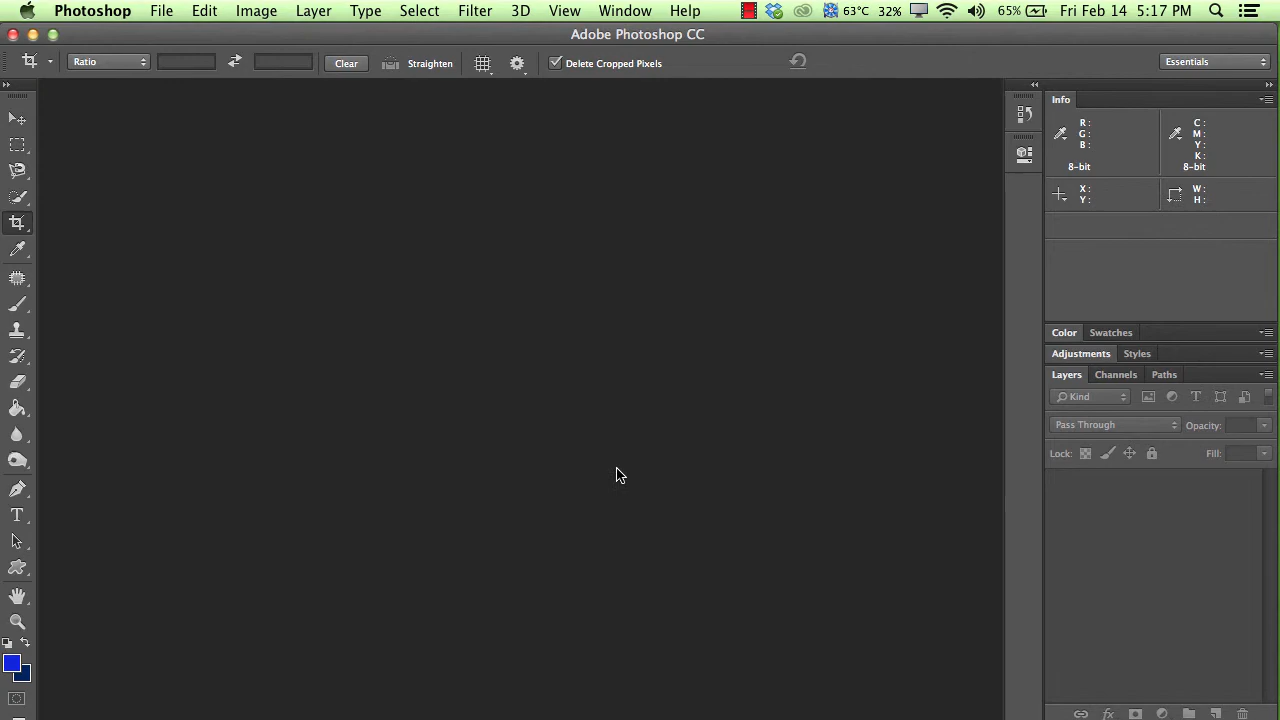 Photoshop File Edit Image Layer Type Select Filter 3D View Window Help 63°C 32% 65% Fri Feb 14 5:17 PM
Adobe Photoshop CC
Ratio Clear Straighten Delete Cropped Pixels Essentials
Info
R: C:
G: M:
B: Y:
K:
8-bit 8-bit
X: W:
Y: H:
Color Swatches
Adjustments Styles
Layers Channels Paths
Kind
Pass Through Opacity:
Lock: Fill: